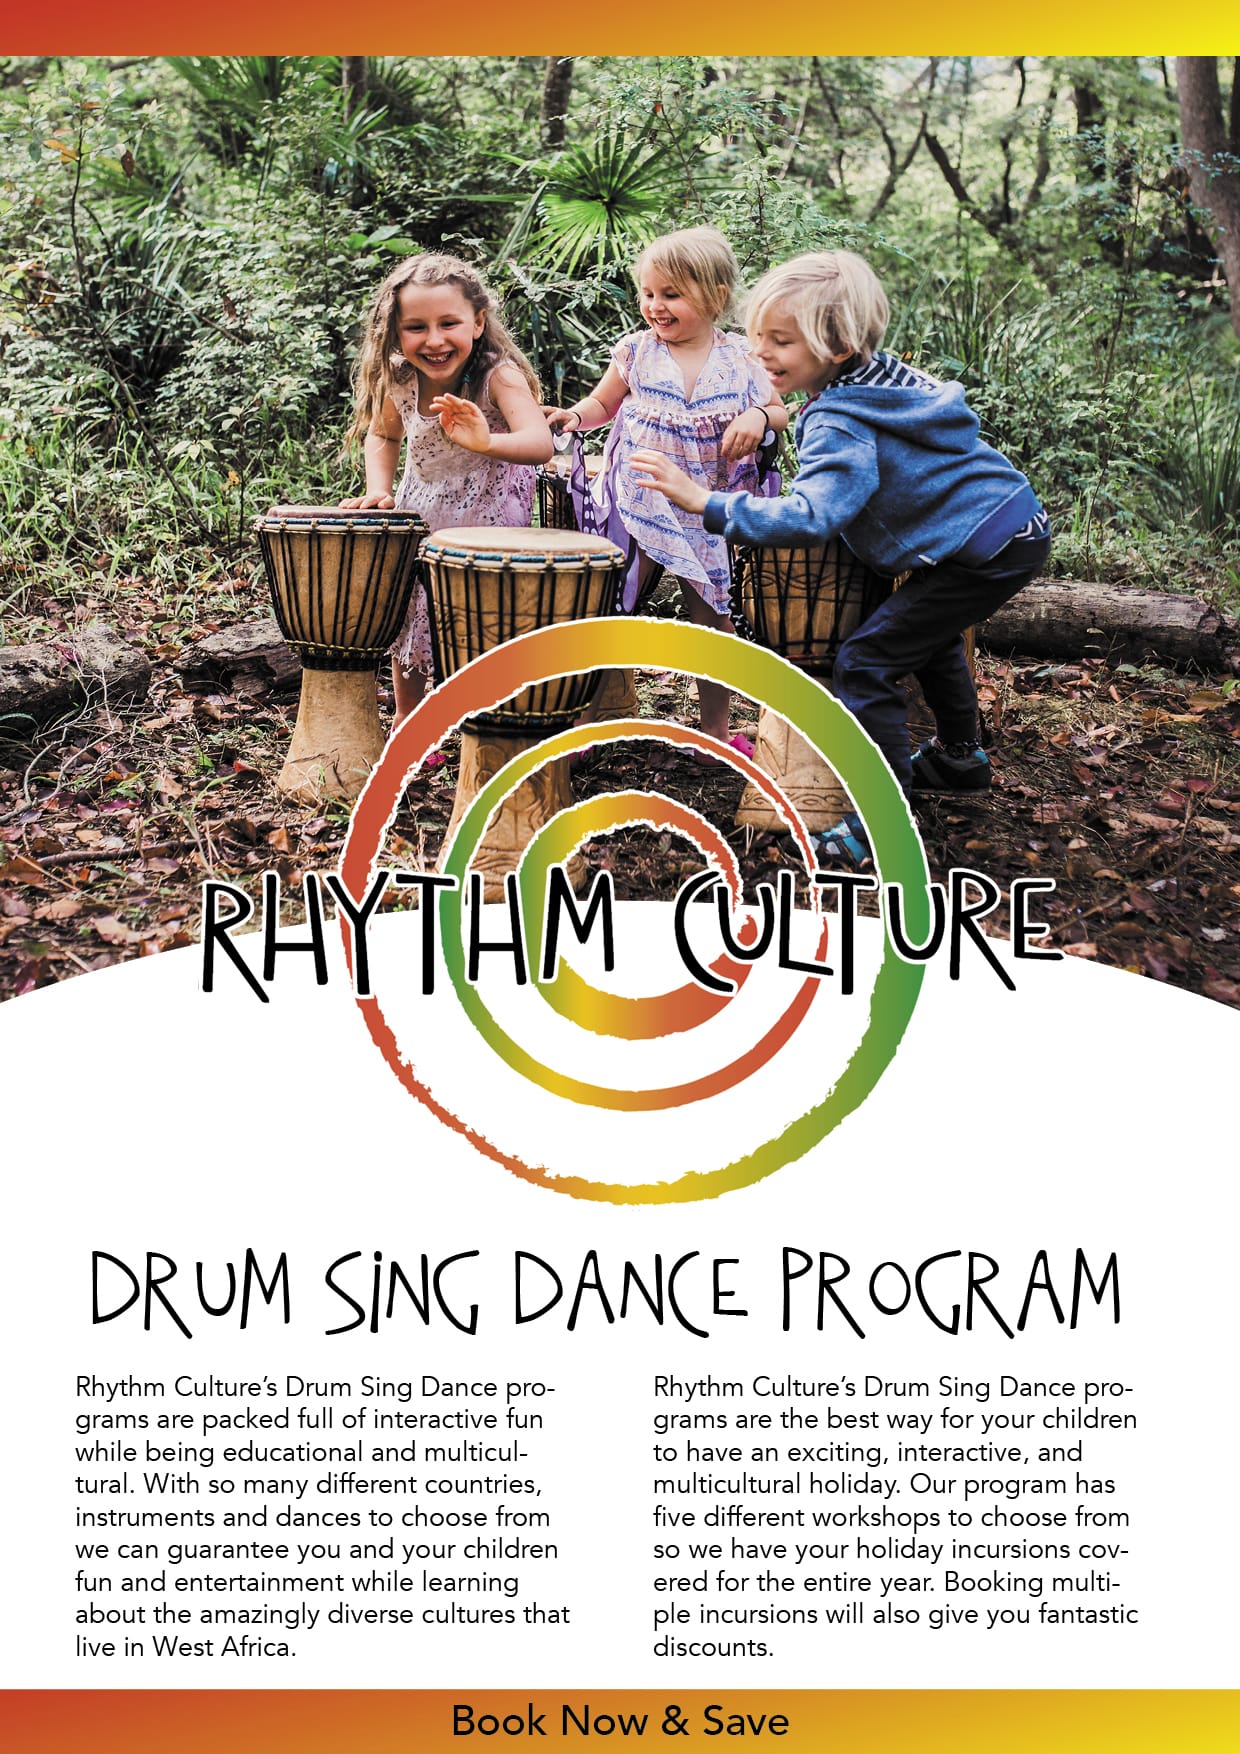 RHYTHM CULTURE
DRUM SiNG DANCE PROGRAM
Rhythm Culture’s Drum Sing Dance pro-
grams are packed full of interactive fun
while being educational and multicul-
tural. With so many different countries,
instruments and dances to choose from
we can guarantee you and your children
fun and entertainment while learning
about the amazingly diverse cultures that
live in West Africa.
Rhythm Culture’s Drum Sing Dance pro-
grams are the best way for your children
to have an exciting, interactive, and
multicultural holiday. Our program has
five different workshops to choose from
so we have your holiday incursions cov-
ered for the entire year. Booking multi-
ple incursions will also give you fantastic
discounts.
Book Now & Save